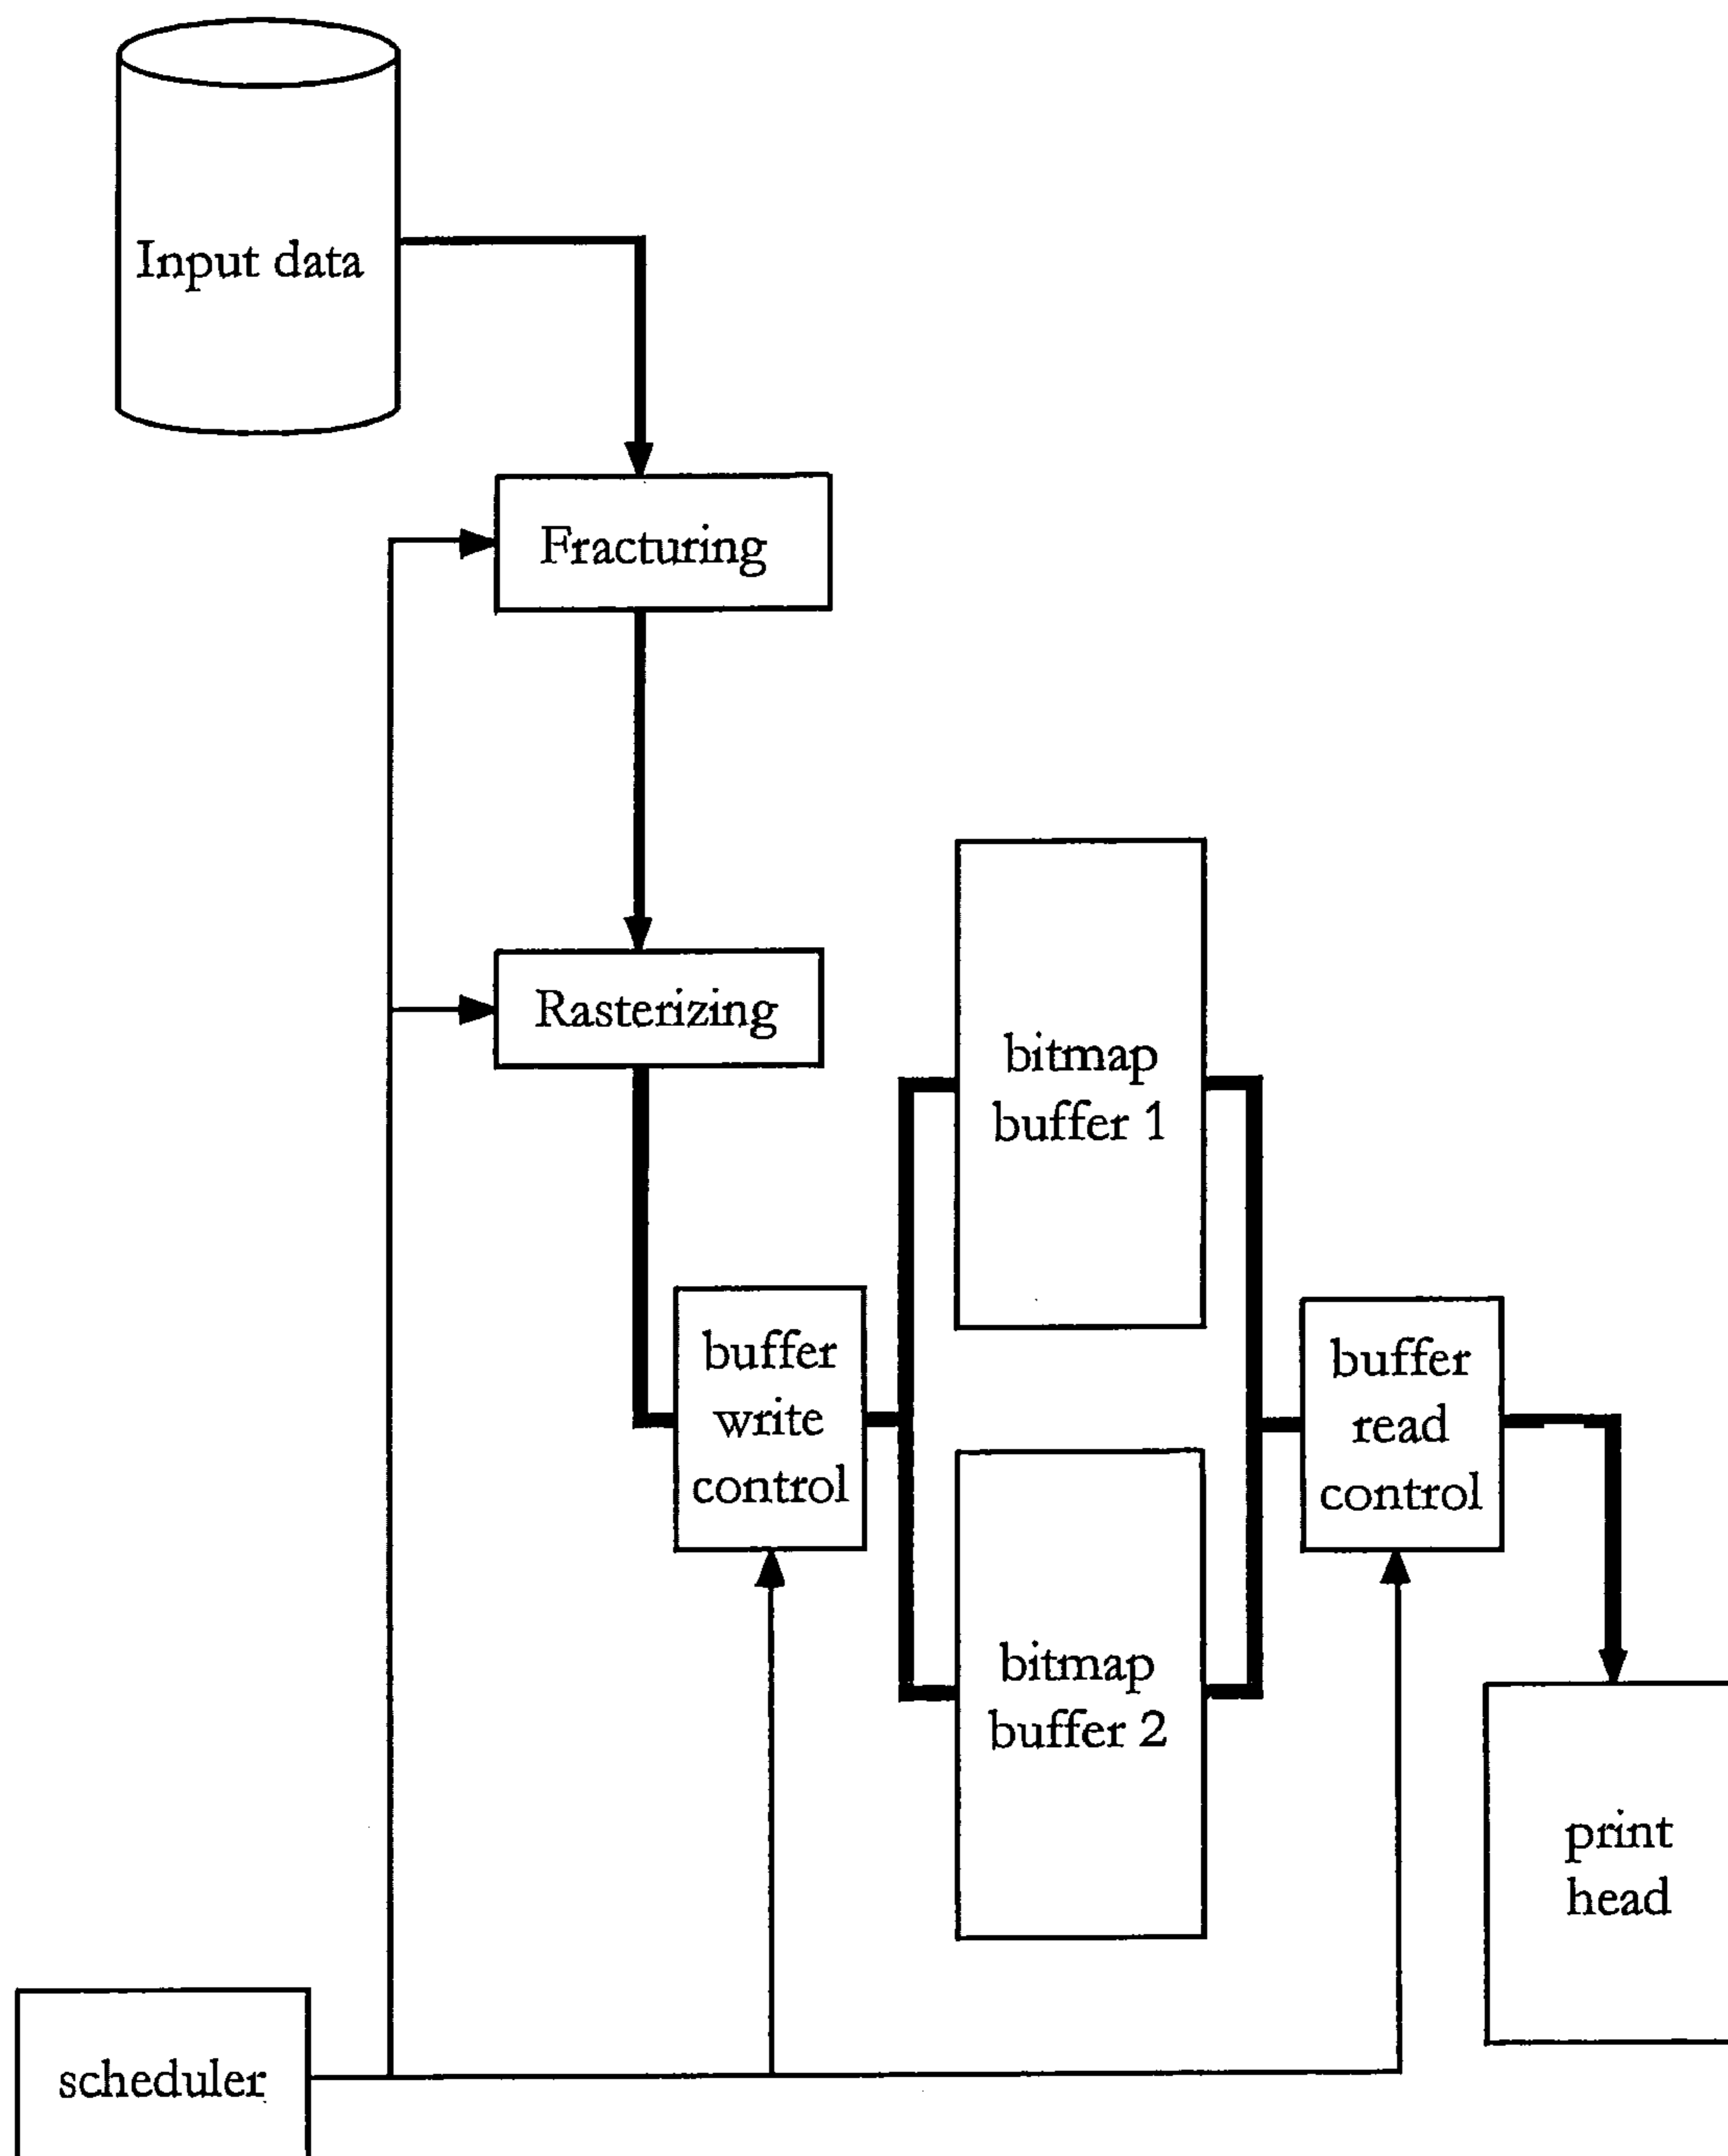 Input data
Fracturing
Rasterizing
bitmap
buffer 1
buffer
write
control
buffer
read
control
bitmap
buffer 2
print
head
scheduler